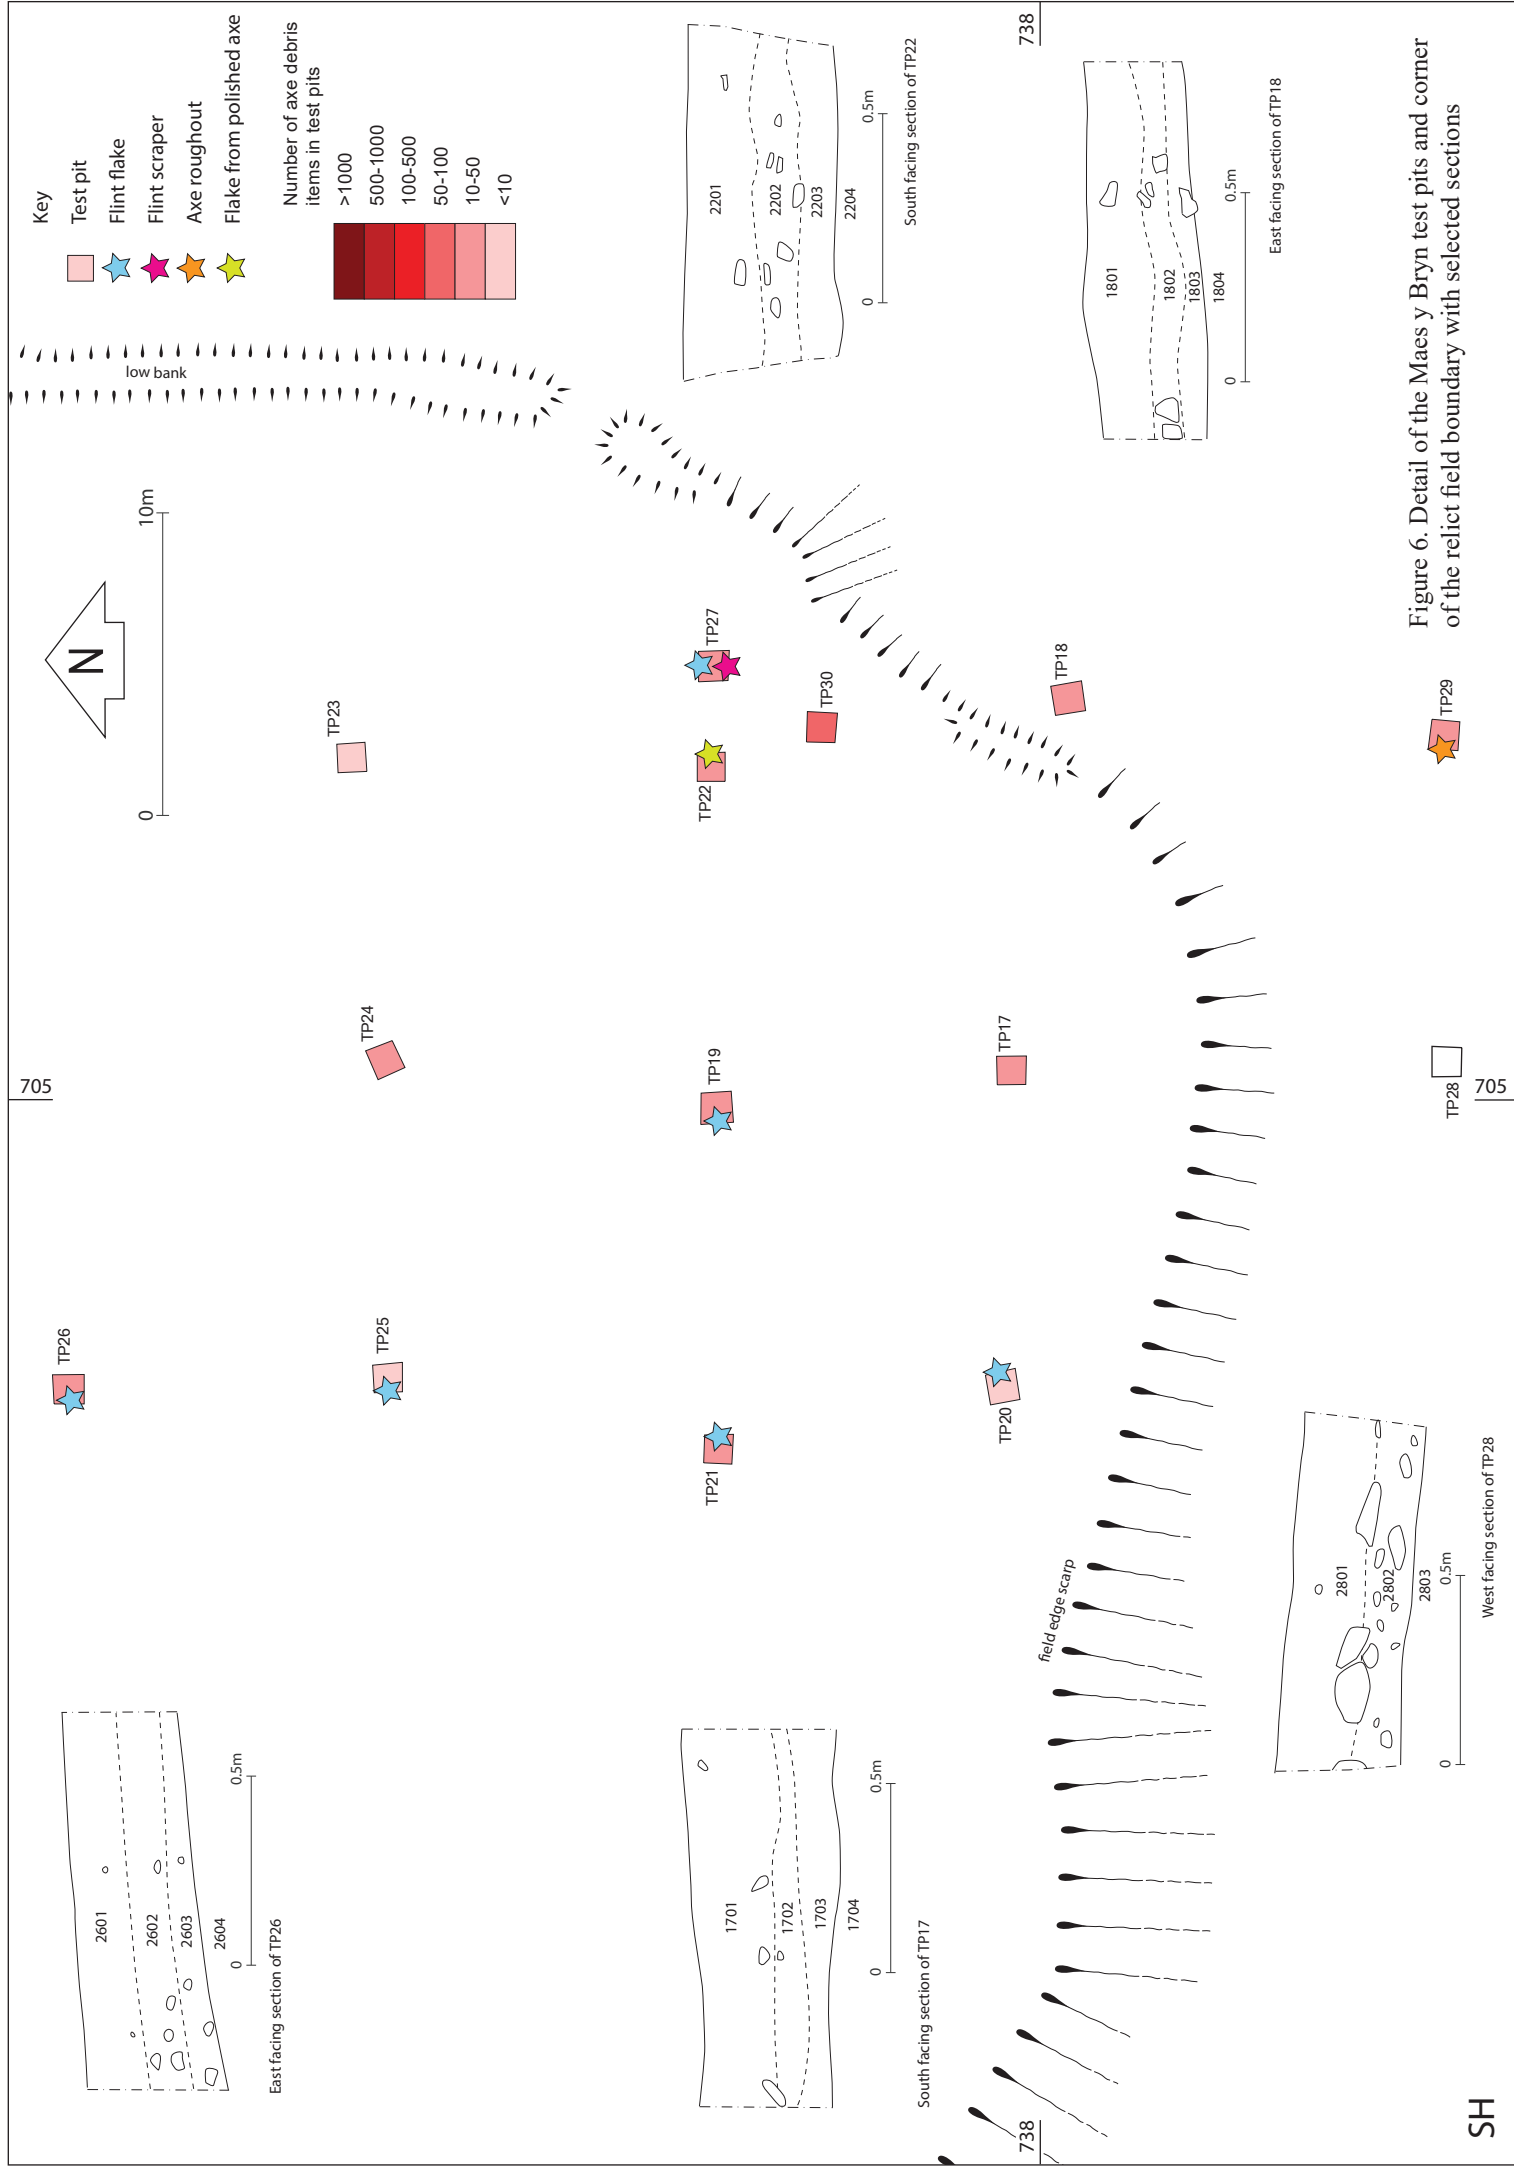 Key
Test pit
Flint flake
Flint scraper
Axe roughout
Flake from polished axe
Number of axe debris
items in test pits
>1000
500-1000
100-500
50-100
10-50
<10
low bank
0
10m
N
705
738
TP26
TP25
TP24
TP23
TP21
TP19
TP22
TP27
TP30
TP20
TP17
TP18
TP28
TP29
field edge scarp
2601
2602
2603
2604
0
0.5m
East facing section of TP26
1701
1702
1703
1704
0
0.5m
South facing section of TP17
2201
2202
2203
2204
0
0.5m
South facing section of TP22
1801
1802
1803
1804
0
0.5m
East facing section of TP18
2801
2802
2803
0
0.5m
West facing section of TP28
738
705
SH
Figure 6. Detail of the Maes y Bryn test pits and corner
of the relict field boundary with selected sections